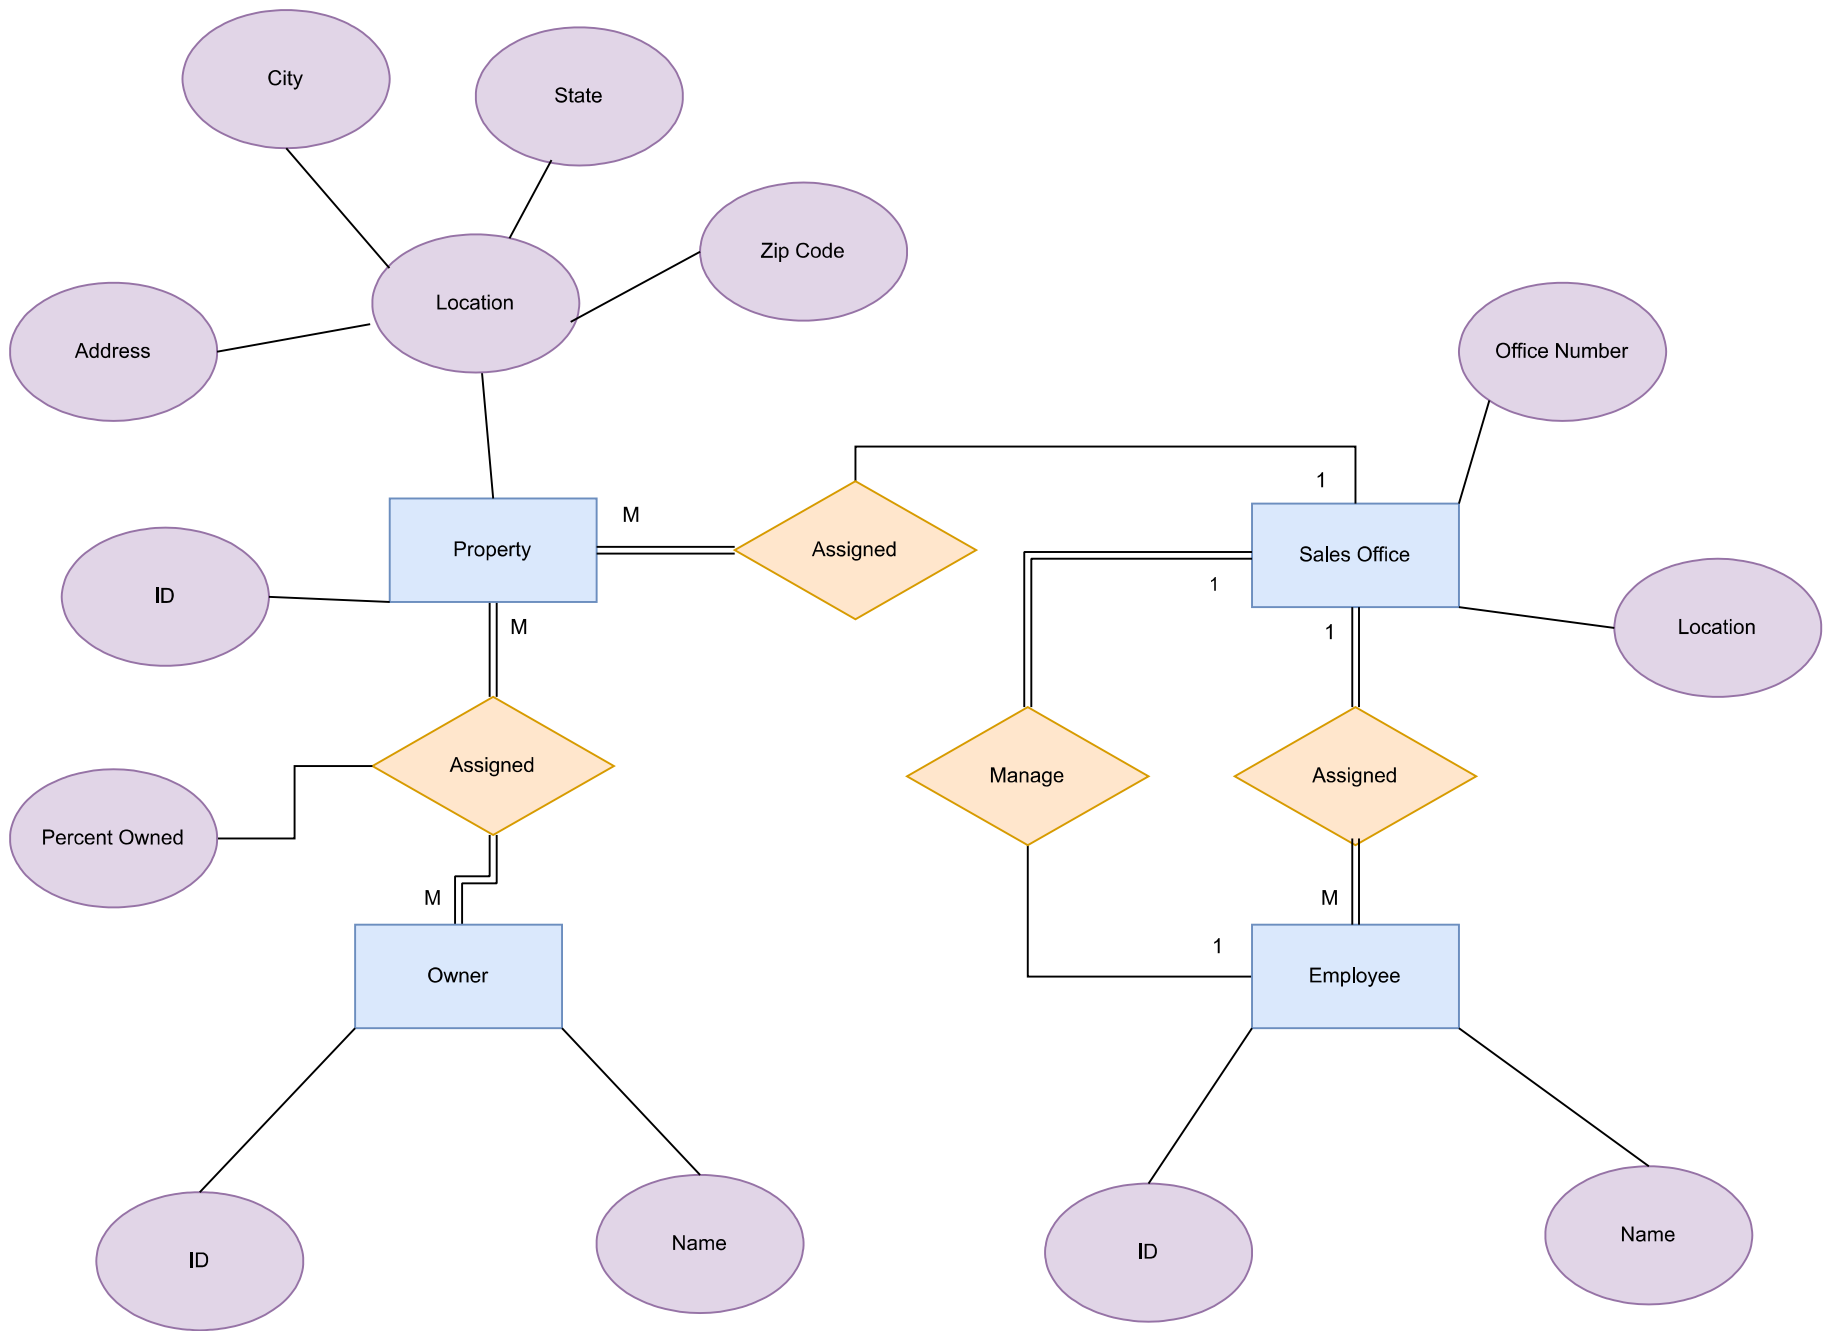 City
State
Zip Code
Location
Address
Office Number
1
M
Property
Assigned
Sales Office
1
ID
M
1
Location
Assigned
Manage
Assigned
Percent Owned
M
M
1
Owner
Employee
ID
Name
ID
Name